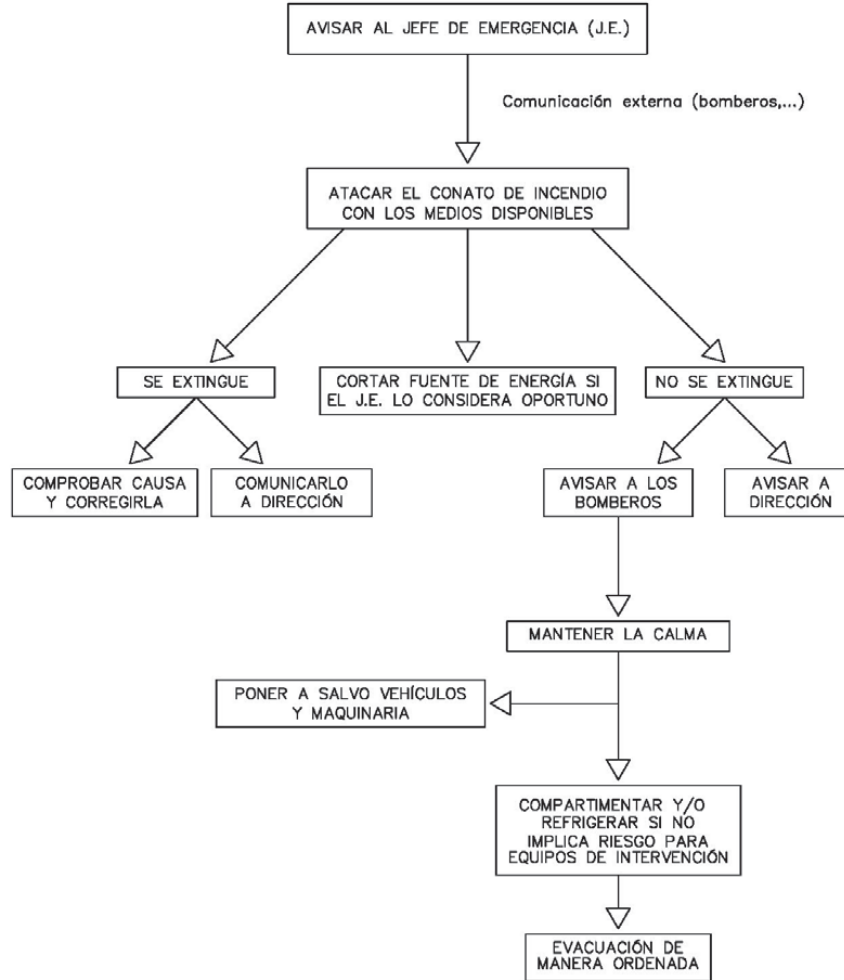 AVISAR AL JEFE DE EMERGENCIA (J.E.)
Comunicación externa (bomberos,...)
ATACAR EL CONATO DE INCENDIO
CON LOS MEDIOS DISPONIBLES
SE EXTINGUE
CORTAR FUENTE DE ENERGÍA SI
EL J.E. LO CONSIDERA OPORTUNO
NO SE EXTINGUE
COMPROBAR CAUSA
Y CORREGIRLA
COMUNICARLO
A DIRECCIÓN
AVISAR A LOS
BOMBEROS
AVISAR A
DIRECCIÓN
MANTENER LA CALMA
PONER A SALVO VEHÍCULOS
Y MAQUINARIA
COMPARTIMENTAR Y/O
REFRIGERAR SI NO
IMPLICA RIESGO PARA
EQUIPOS DE INTERVENCIÓN
EVACUACIÓN DE
MANERA ORDENADA